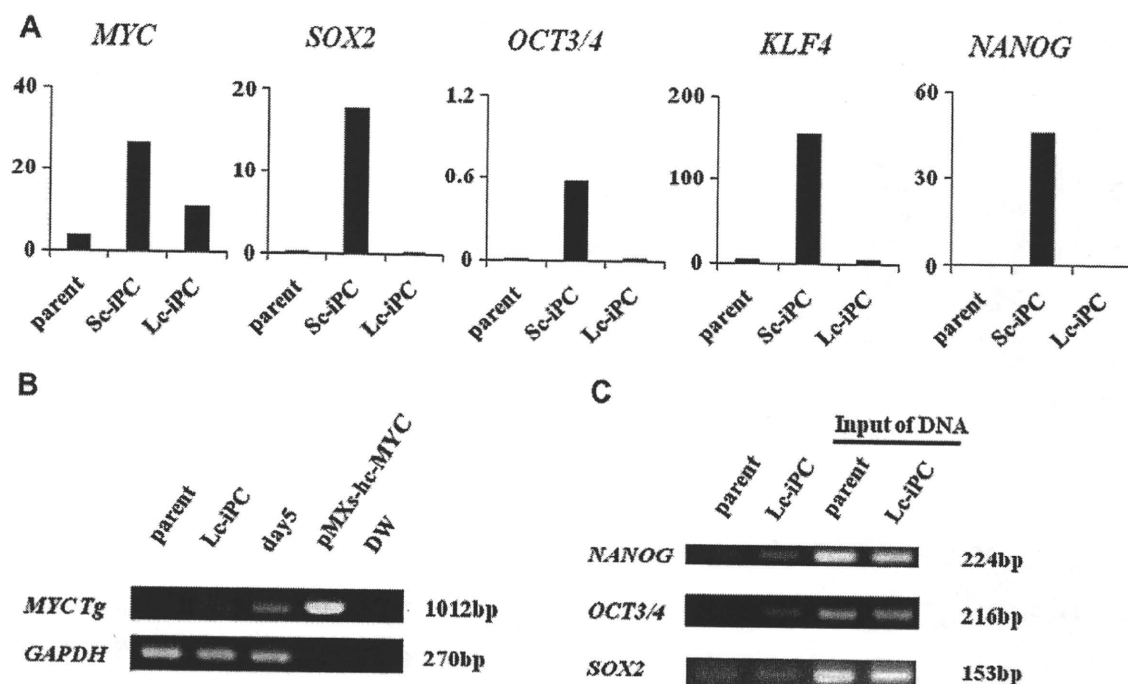 A
MYC SOX2 OCT3/4 KLF4 NANOG
40 20 1.2 200 60
20 10 0.6 100 30
0 0 0 0 0
parent Sc-iPC Lc-iPC parent Sc-iPC Lc-iPC parent Sc-iPC Lc-iPC parent Sc-iPC Lc-iPC parent Sc-iPC Lc-iPC
B
parent Lc-iPC day5 pMXs-hc-MYC DW
MYC Tg 1012bp
GAPDH 270bp
C
Input of DNA
parent Lc-iPC parent Lc-iPC
NANOG 224bp
OCT3/4 216bp
SOX2 153bp